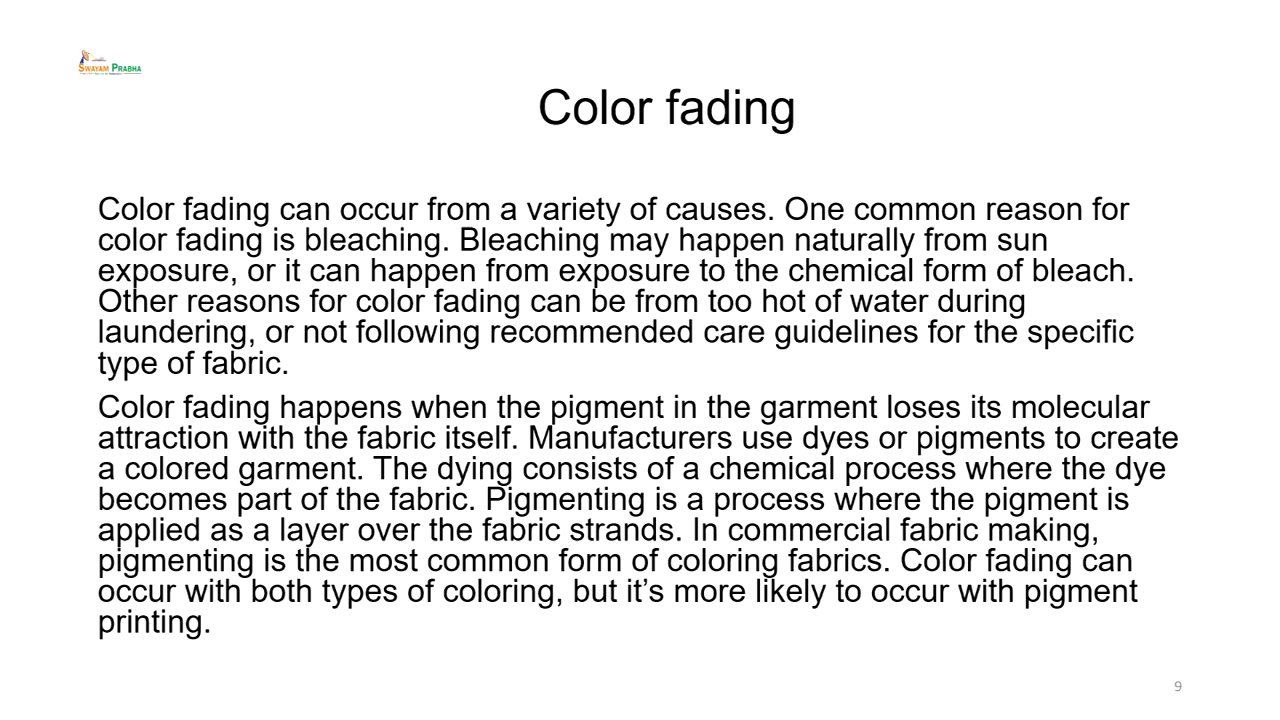 SWAYAM PRABHA
Color fading
Color fading can occur from a variety of causes. One common reason for
color fading is bleaching. Bleaching may happen naturally from sun
exposure, or it can happen from exposure to the chemical form of bleach.
Other reasons for color fading can be from too hot of water during
laundering, or not following recommended care guidelines for the specific
type of fabric.
Color fading happens when the pigment in the garment loses its molecular
attraction with the fabric itself. Manufacturers use dyes or pigments to create
a colored garment. The dying consists of a chemical process where the dye
becomes part of the fabric. Pigmenting is a process where the pigment is
applied as a layer over the fabric strands. In commercial fabric making,
pigmenting is the most common form of coloring fabrics. Color fading can
occur with both types of coloring, but it’s more likely to occur with pigment
printing.
9